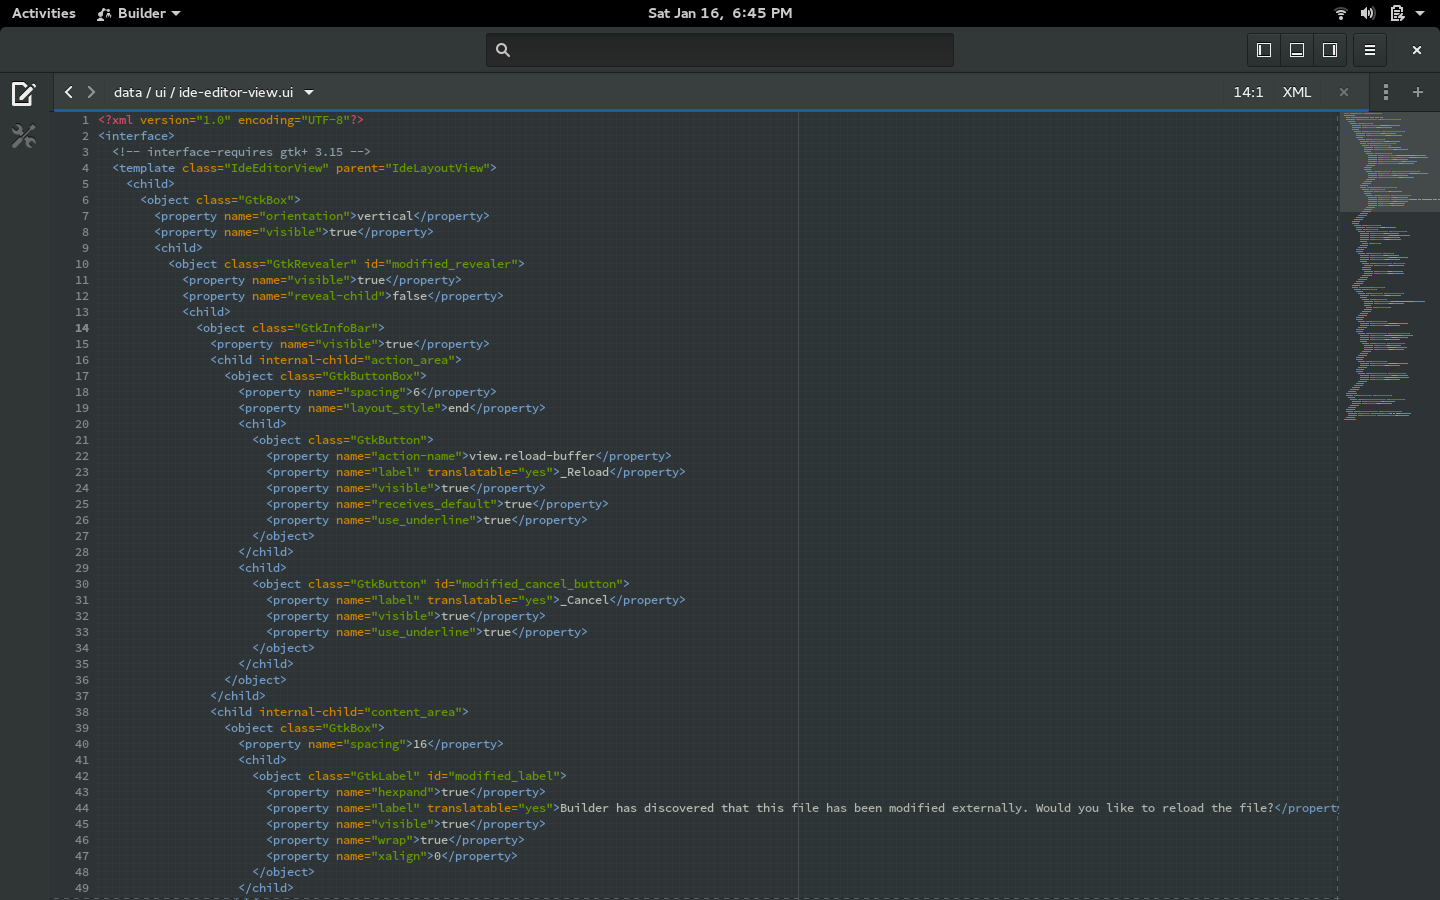 Activities Builder Sat Jan 16, 6:45 PM
data / ui / ide-editor-view.ui 14:1 XML
1 <?xml version="1.0" encoding="UTF-8"?>
2 <interface>
3   <!-- interface-requires gtk+ 3.15 -->
4   <template class="IdeEditorView" parent="IdeLayoutView">
5     <child>
6       <object class="GtkBox">
7         <property name="orientation">vertical</property>
8         <property name="visible">true</property>
9         <child>
10           <object class="GtkRevealer" id="modified_revealer">
11             <property name="visible">true</property>
12             <property name="reveal-child">false</property>
13             <child>
14               <object class="GtkInfoBar">
15                 <property name="visible">true</property>
16                 <child internal-child="action_area">
17                   <object class="GtkButtonBox">
18                     <property name="spacing">6</property>
19                     <property name="layout_style">end</property>
20                     <child>
21                       <object class="GtkButton">
22                         <property name="action-name">view.reload-buffer</property>
23                         <property name="label" translatable="yes">_Reload</property>
24                         <property name="visible">true</property>
25                         <property name="receives_default">true</property>
26                         <property name="use_underline">true</property>
27                       </object>
28                     </child>
29                     <child>
30                       <object class="GtkButton" id="modified_cancel_button">
31                         <property name="label" translatable="yes">_Cancel</property>
32                         <property name="visible">true</property>
33                         <property name="use_underline">true</property>
34                       </object>
35                     </child>
36                   </object>
37                 </child>
38                 <child internal-child="content_area">
39                   <object class="GtkBox">
40                     <property name="spacing">16</property>
41                     <child>
42                       <object class="GtkLabel" id="modified_label">
43                         <property name="hexpand">true</property>
44                         <property name="label" translatable="yes">Builder has discovered that this file has been modified externally. Would you like to reload the file?</property
45                         <property name="visible">true</property>
46                         <property name="wrap">true</property>
47                         <property name="xalign">0</property>
48                       </object>
49                     </child>